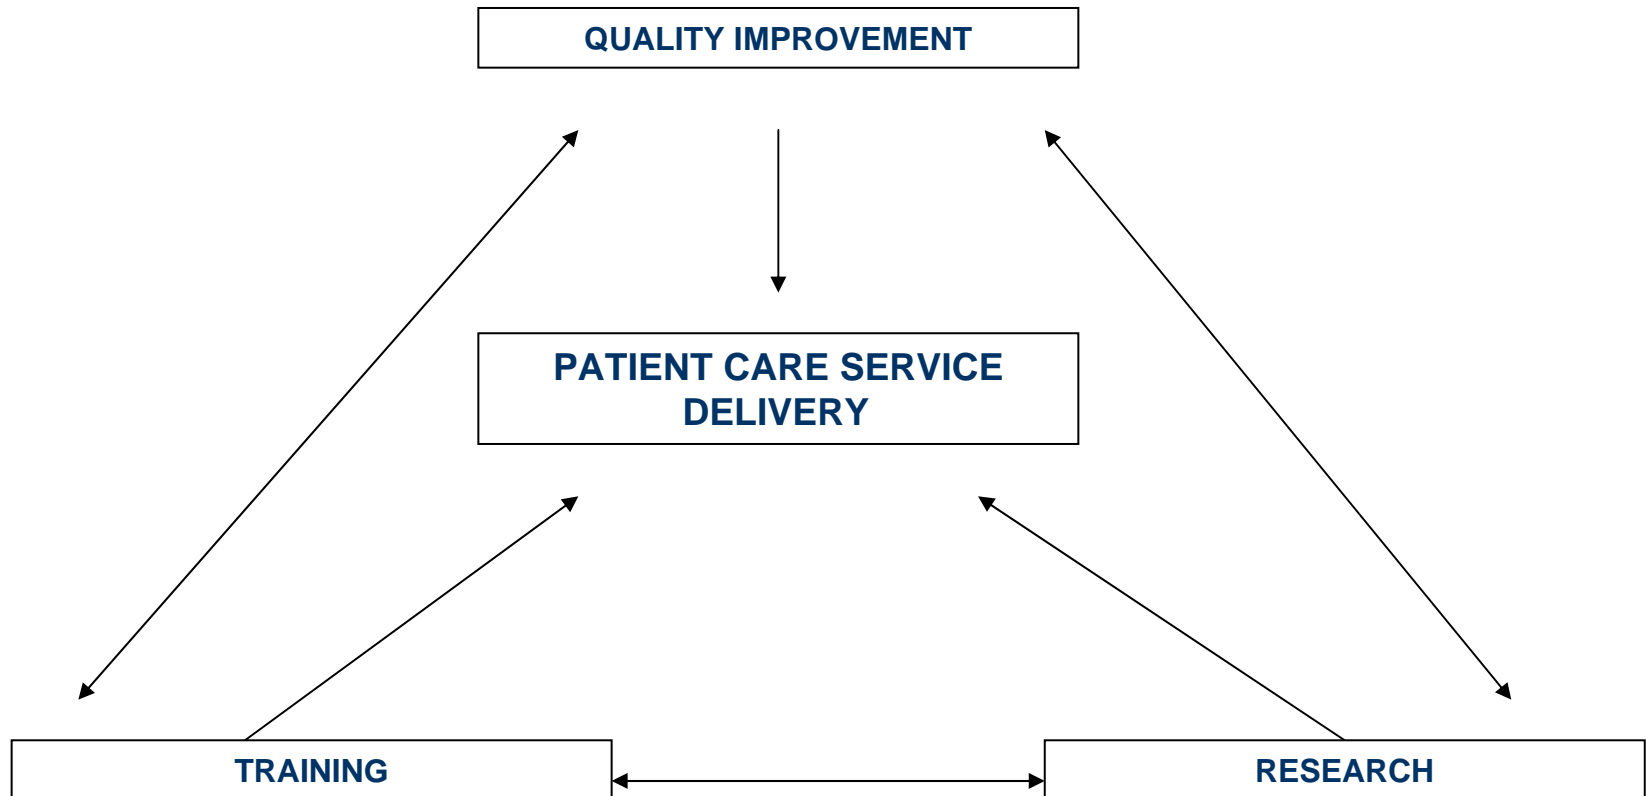 QUALITY IMPROVEMENT
PATIENT CARE SERVICE
DELIVERY
TRAINING
RESEARCH